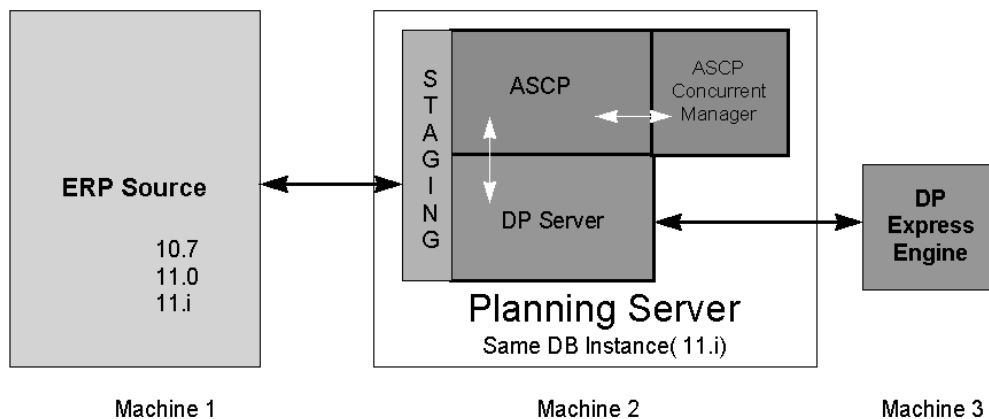 ERP Source
10.7
11.0
11.i
STAGING
ASCP
ASCP
Concurrent
Manager
DP Server
Planning Server
Same DB Instance( 11.i)
DP
Express
Engine
Machine 1
Machine 2
Machine 3